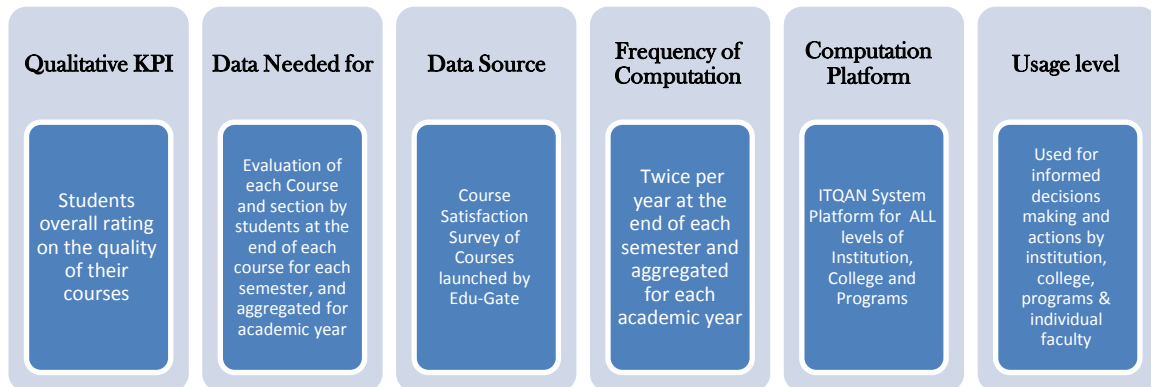 Qualitative KPI
Students
overall rating
on the quality
of their
courses
Data Needed for
Evaluation of
each Course
and section by
students at the
end of each
course for each
semester, and
aggregated for
academic year
Data Source
Course
Satisfaction
Survey of
Courses
launched by
Edu-Gate
Frequency of
Computation
Twice per
year at the
end of each
semester and
aggregated
for each
academic year
Computation
Platform
ITQAN System
Platform for ALL
levels of
Institution,
College and
Programs
Usage level
Used for
informed
decisions
making and
actions by
institution,
college,
programs &
individual
faculty